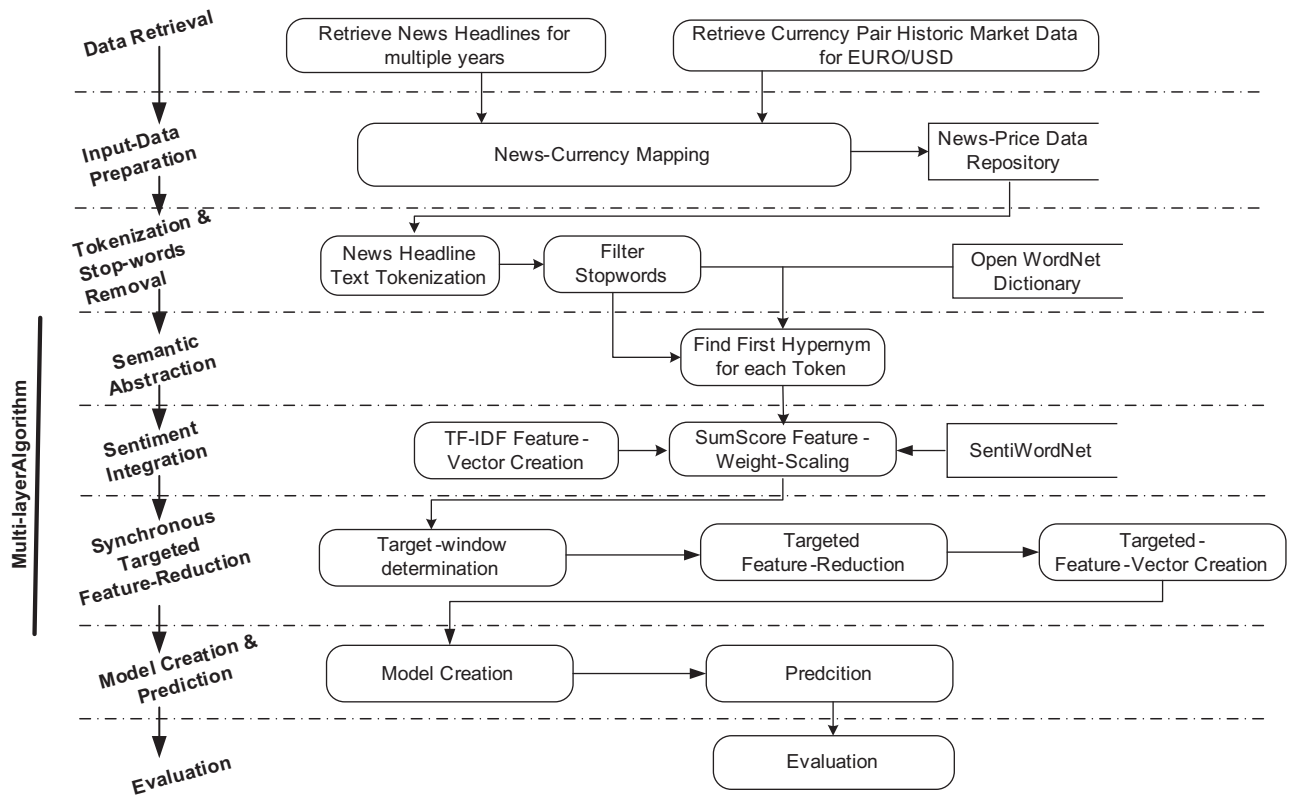 Data Retrieval
Retrieve News Headlines for
multiple years
Retrieve Currency Pair Historic Market Data
for EURO/USD
Input-Data
Preparation
News-Currency Mapping
News-Price Data
Repository
Tokenization &
Stop-words
Removal
News Headline
Text Tokenization
Filter
Stopwords
Open WordNet
Dictionary
Multi-layerAlgorithm
Semantic
Abstraction
Find First Hypernym
for each Token
Sentiment
Integration
TF-IDF Feature-
Vector Creation
SumScore Feature-
Weight-Scaling
SentiWordNet
Synchronous
Targeted
Feature-Reduction
Target-window
determination
Targeted
Feature-Reduction
Targeted-
Feature-Vector Creation
Model Creation &
Prediction
Model Creation
Predcition
Evaluation
Evaluation